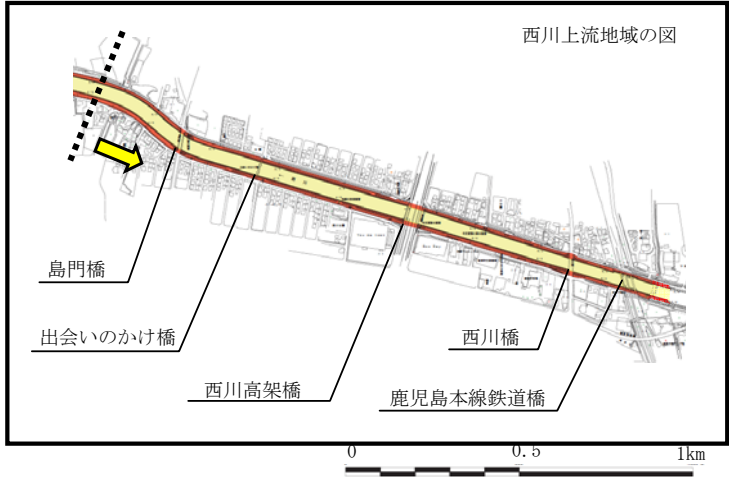 西川上流地域の図
島門橋
出会いのかけ橋
西川高架橋
西川橋
鹿児島本線鉄道橋
0 0.5 1km